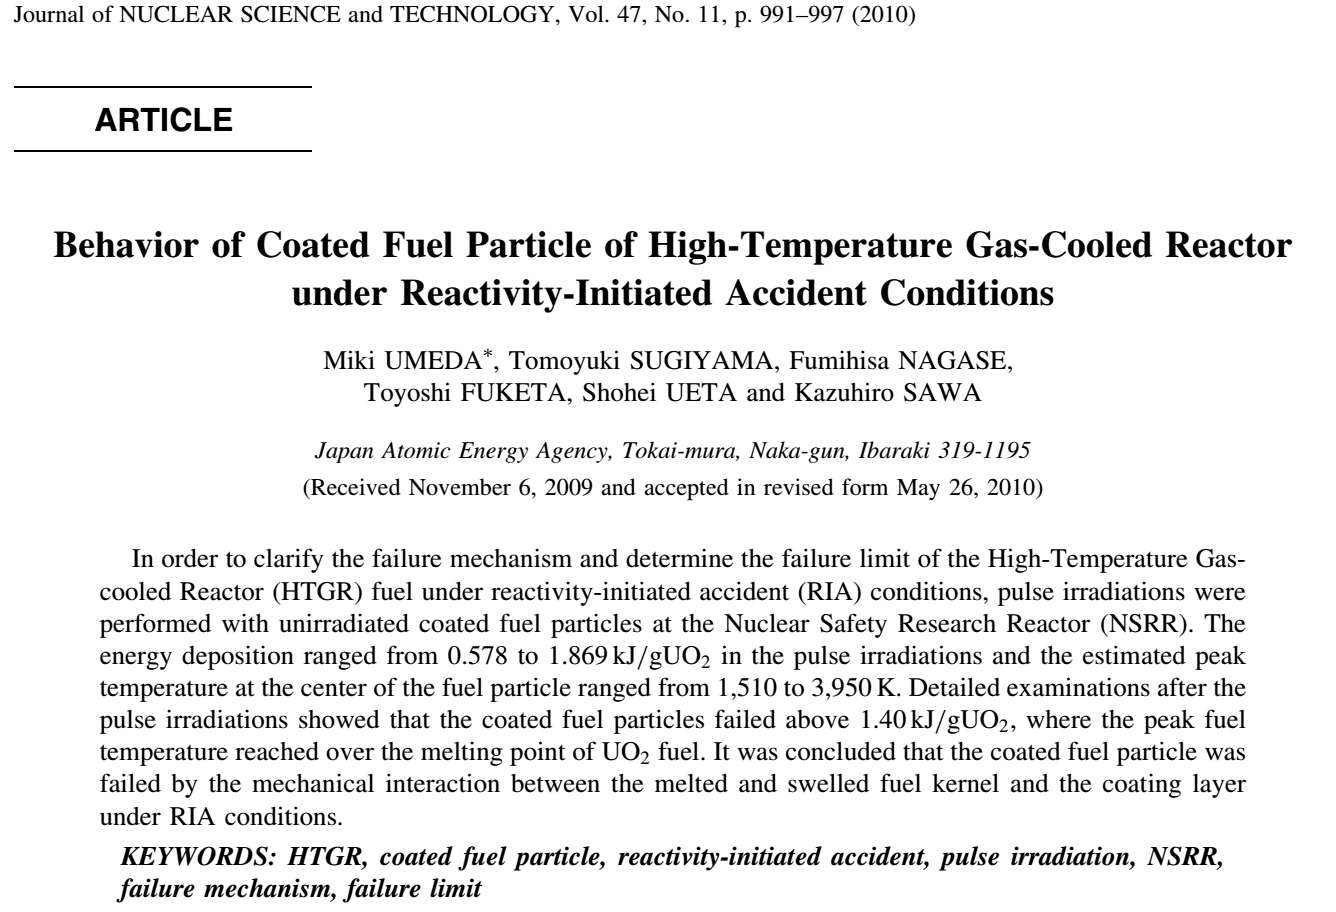 Journal of NUCLEAR SCIENCE and TECHNOLOGY, Vol. 47, No. 11, p. 991–997 (2010)
ARTICLE
Behavior of Coated Fuel Particle of High-Temperature Gas-Cooled Reactor
under Reactivity-Initiated Accident Conditions
Miki UMEDA*, Tomoyuki SUGIYAMA, Fumihisa NAGASE,
Toyoshi FUKETA, Shohei UETA and Kazuhiro SAWA
Japan Atomic Energy Agency, Tokai-mura, Naka-gun, Ibaraki 319-1195
(Received November 6, 2009 and accepted in revised form May 26, 2010)
In order to clarify the failure mechanism and determine the failure limit of the High-Temperature Gas-
cooled Reactor (HTGR) fuel under reactivity-initiated accident (RIA) conditions, pulse irradiations were
performed with unirradiated coated fuel particles at the Nuclear Safety Research Reactor (NSRR). The
energy deposition ranged from 0.578 to 1.869 kJ/gUO₂ in the pulse irradiations and the estimated peak
temperature at the center of the fuel particle ranged from 1,510 to 3,950 K. Detailed examinations after the
pulse irradiations showed that the coated fuel particles failed above 1.40 kJ/gUO₂, where the peak fuel
temperature reached over the melting point of UO₂ fuel. It was concluded that the coated fuel particle was
failed by the mechanical interaction between the melted and swelled fuel kernel and the coating layer
under RIA conditions.
KEYWORDS: HTGR, coated fuel particle, reactivity-initiated accident, pulse irradiation, NSRR,
failure mechanism, failure limit